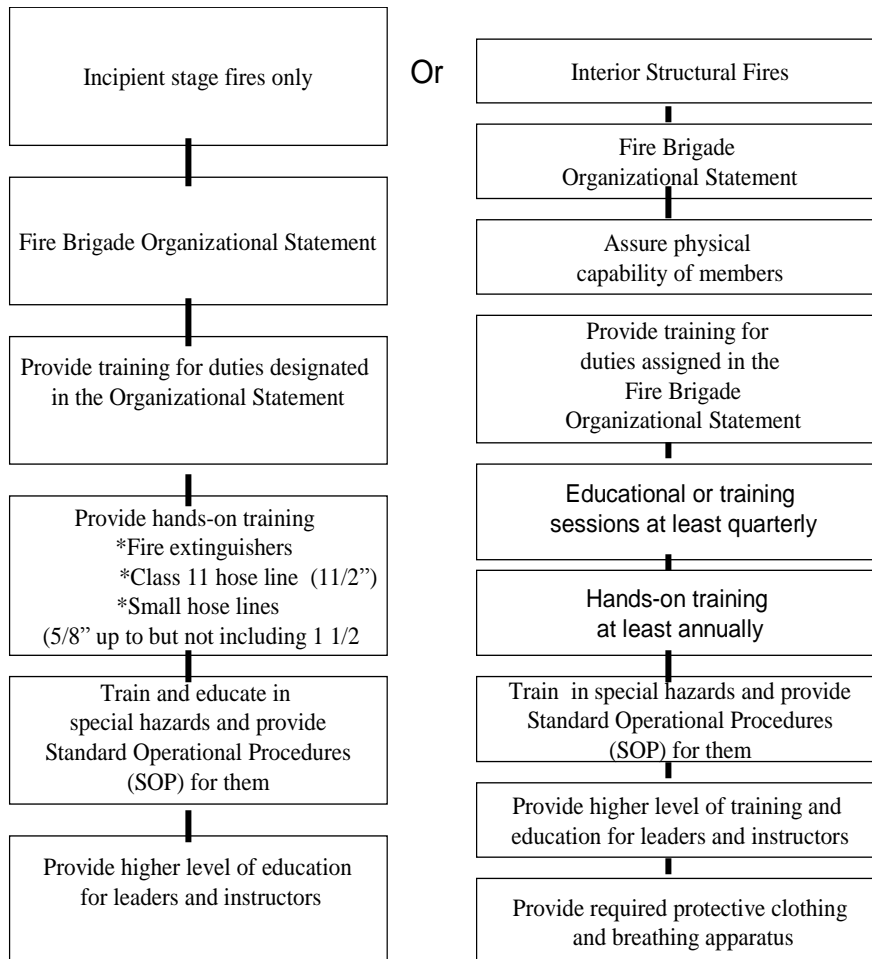 Incipient stage fires only
Fire Brigade Organizational Statement
Provide training for duties designated
in the Organizational Statement
Provide hands-on training
*Fire extinguishers
*Class 11 hose line (11/2”)
*Small hose lines
(5/8” up to but not including 1 1/2
Train and educate in
special hazards and provide
Standard Operational Procedures
(SOP) for them
Provide higher level of education
for leaders and instructors
Or
Interior Structural Fires
Fire Brigade
Organizational Statement
Assure physical
capability of members
Provide training for
duties assigned in the
Fire Brigade
Organizational Statement
Educational or training
sessions at least quarterly
Hands-on training
at least annually
Train in special hazards and provide
Standard Operational Procedures
(SOP) for them
Provide higher level of training and
education for leaders and instructors
Provide required protective clothing
and breathing apparatus